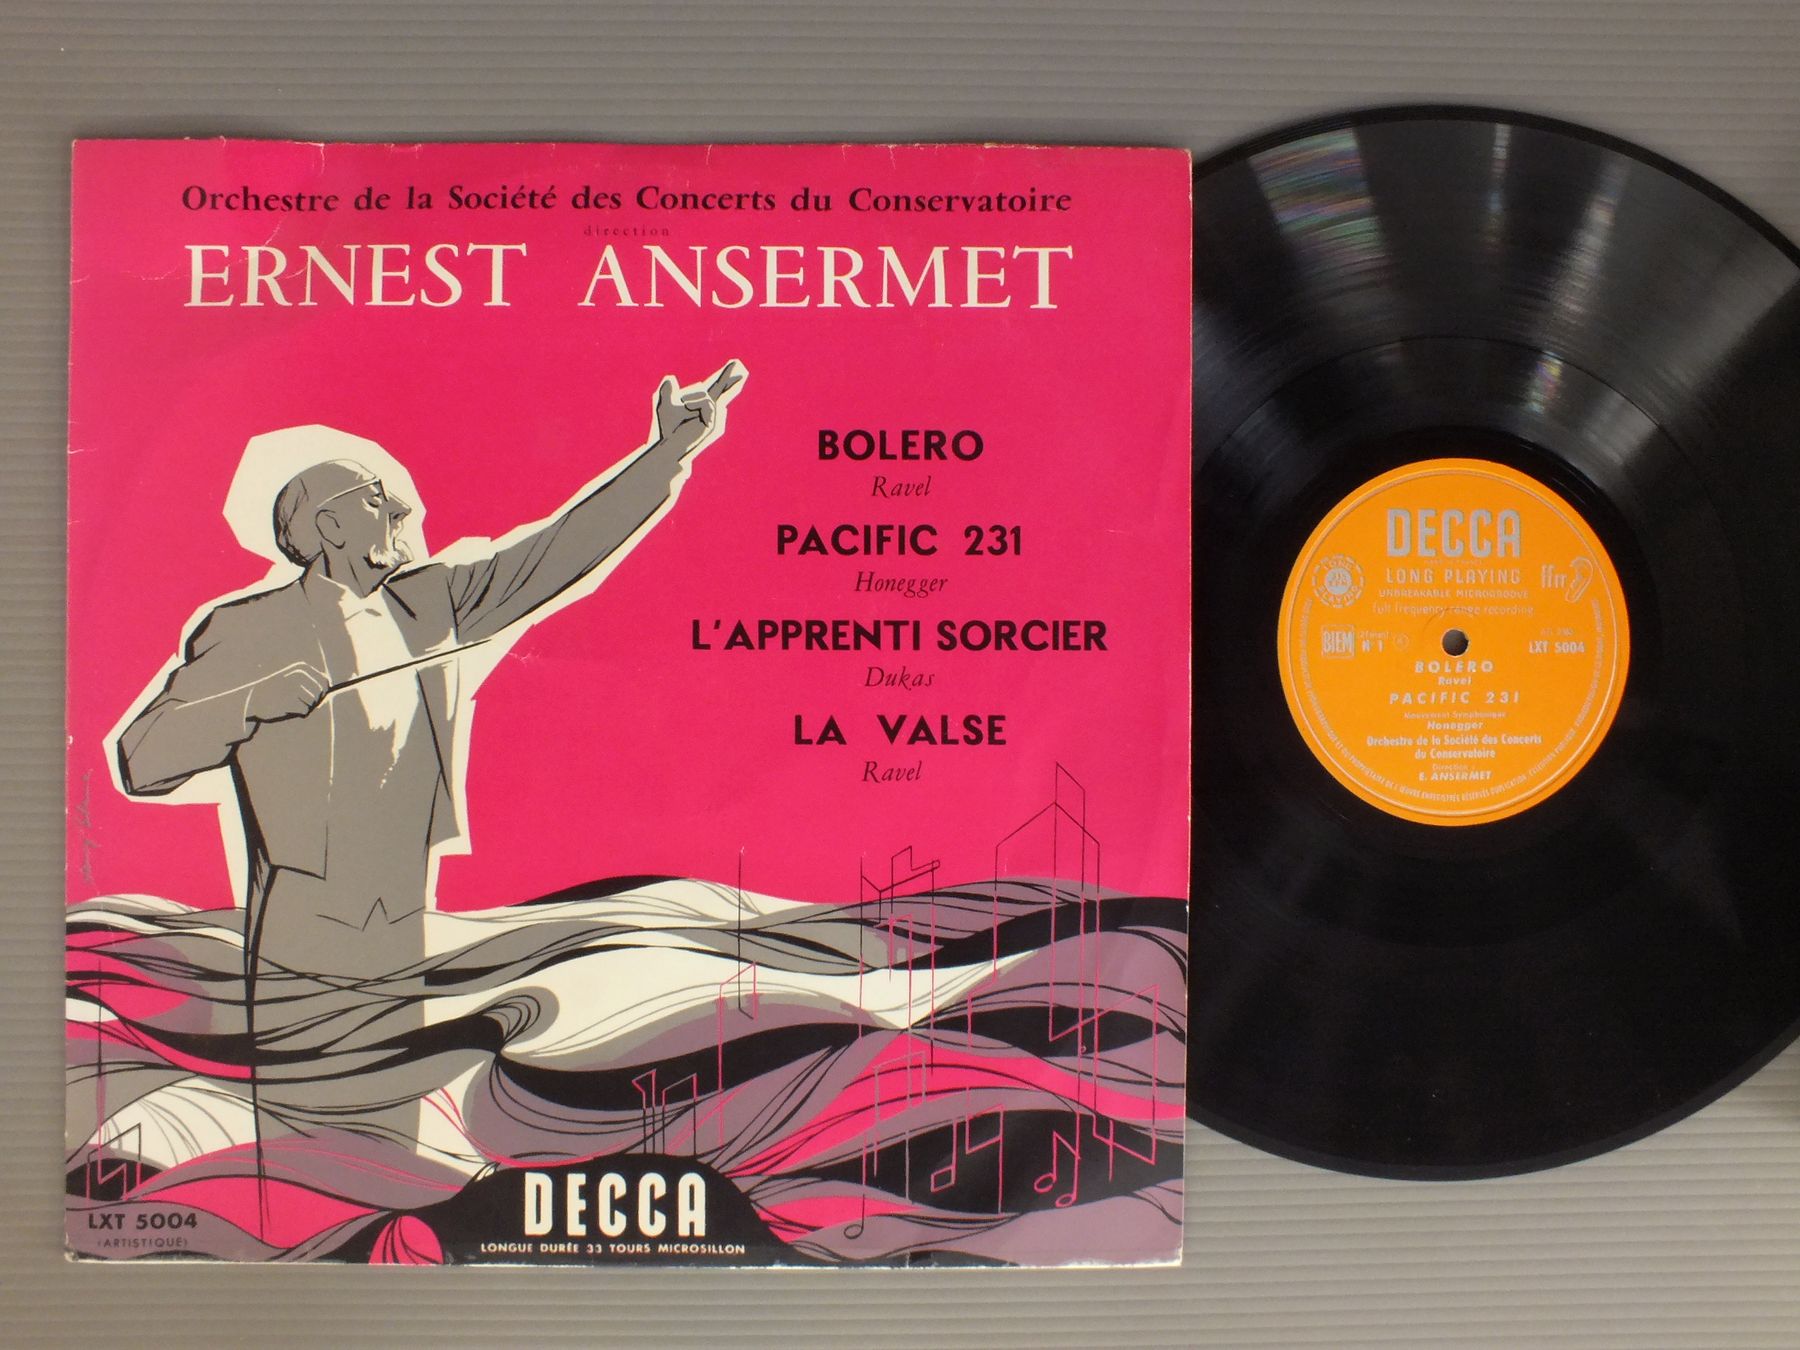 Orchestre de la Société des Concerts du Conservatoire
direction
ERNEST ANSERMET
BOLERO
Ravel
PACIFIC 231
Honegger
L'APPRENTI SORCIER
Dukas
LA VALSE
Ravel
LXT 5004
(ARTISTIQUE)
DECCA
LONGUE DURÉE 33 TOURS MICROSILLON
DECCA
LONG PLAYING
UNBREAKABLE MICROGROOVE
full frequency range recording
LONG
PLAYING
ffrr
BIEM
N° 1
LXT 5004
BOLERO
Ravel
PACIFIC 231
Mouvement Symphonique
Honegger
Orchestre de la Société des Concerts
du Conservatoire
Direction :
E. ANSERMET